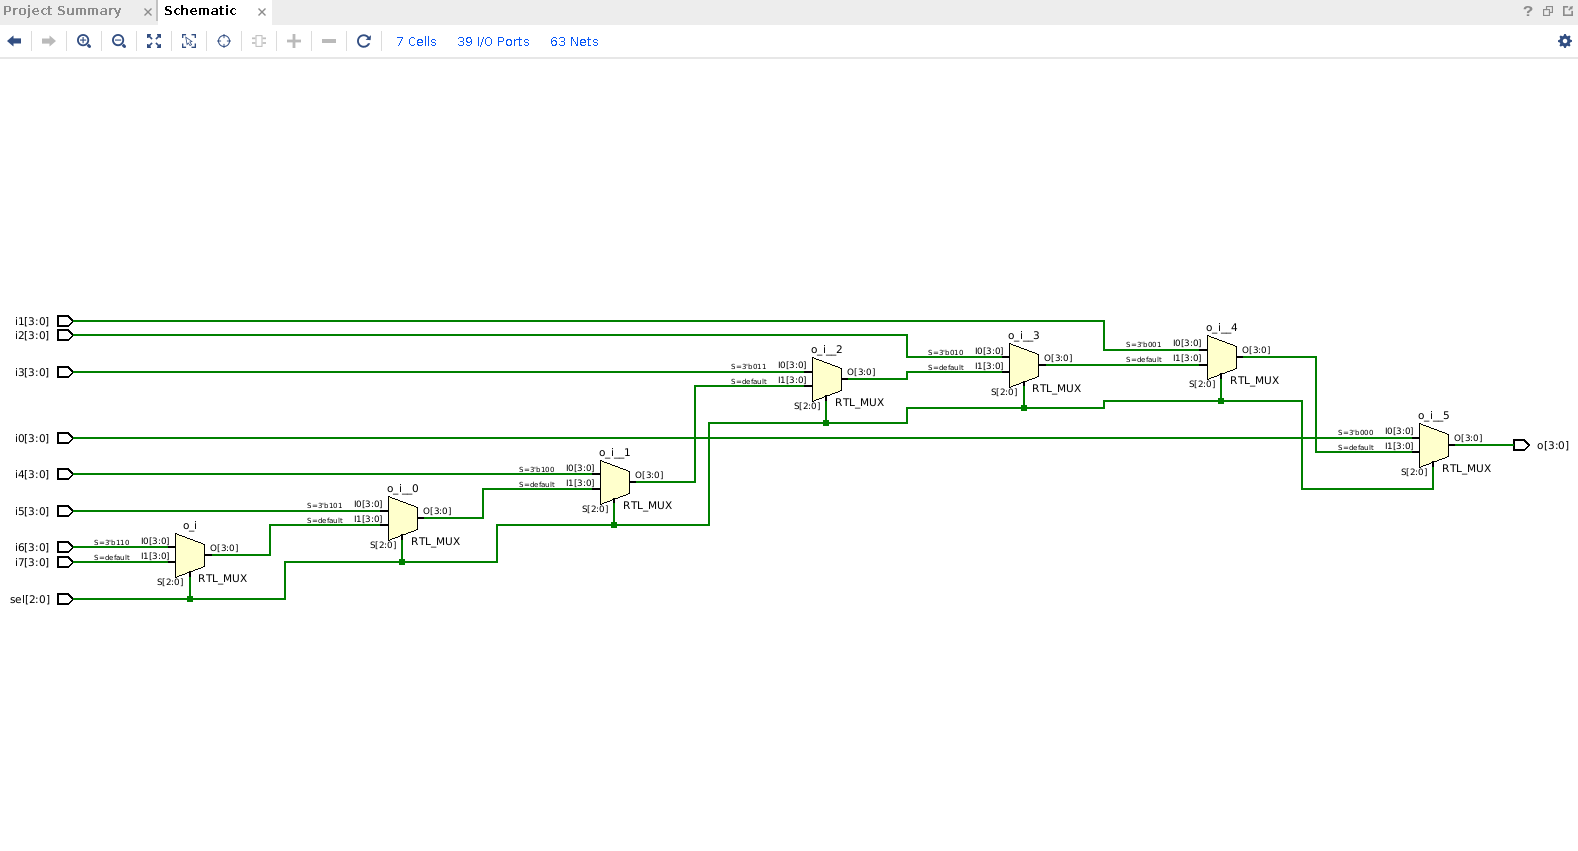 Project Summary × Schematic × ?
7 Cells 39 I/O Ports 63 Nets
i1[3:0]
i2[3:0]
i3[3:0]
i0[3:0]
i4[3:0]
i5[3:0]
i6[3:0]
i7[3:0]
sel[2:0]
o_i
S=3'b110 I0[3:0]
S=default I1[3:0]
O[3:0]
S[2:0]
RTL_MUX
o_i__0
S=3'b101 I0[3:0]
S=default I1[3:0]
O[3:0]
S[2:0]
RTL_MUX
o_i__1
S=3'b100 I0[3:0]
S=default I1[3:0]
O[3:0]
S[2:0]
RTL_MUX
o_i__2
S=3'b011 I0[3:0]
S=default I1[3:0]
O[3:0]
S[2:0]
RTL_MUX
o_i__3
S=3'b010 I0[3:0]
S=default I1[3:0]
O[3:0]
S[2:0]
RTL_MUX
o_i__4
S=3'b001 I0[3:0]
S=default I1[3:0]
O[3:0]
S[2:0]
RTL_MUX
o_i__5
S=3'b000 I0[3:0]
S=default I1[3:0]
O[3:0]
S[2:0]
RTL_MUX
o[3:0]